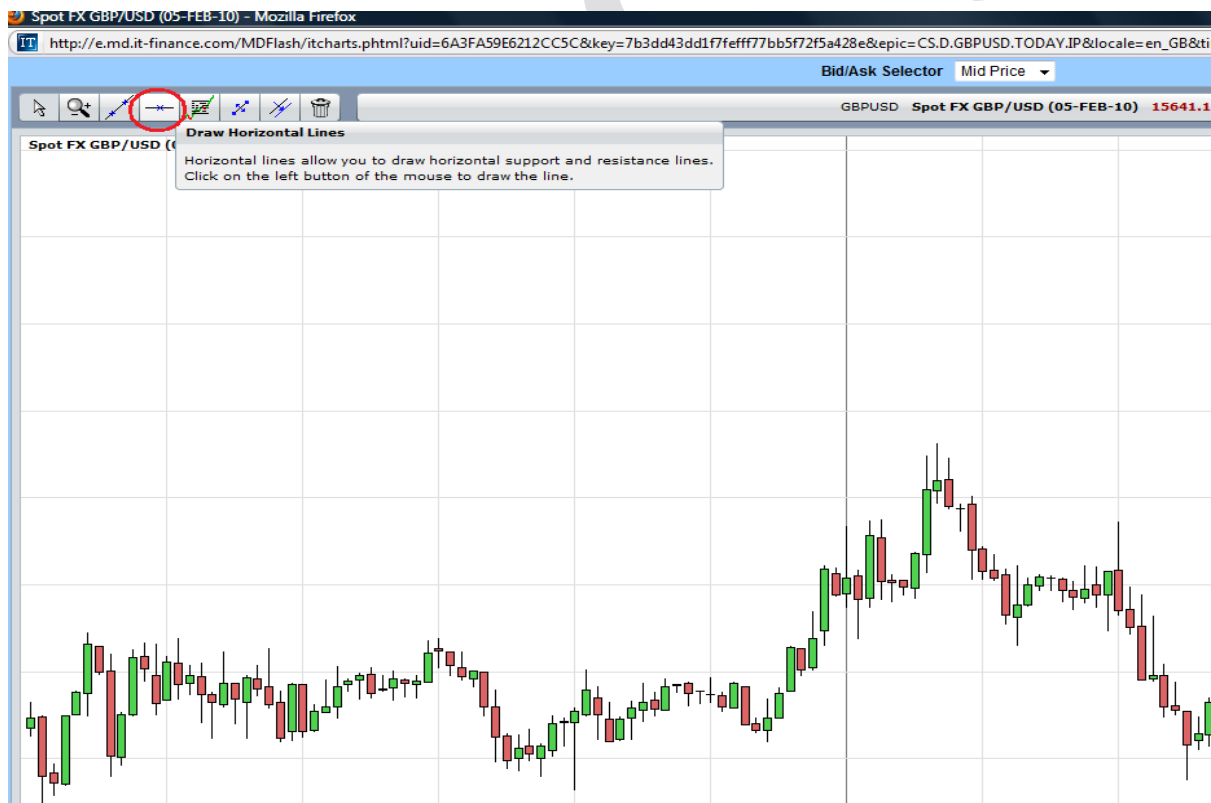 Spot FX GBP/USD (05-FEB-10) - Mozilla Firefox
IT http://e.md.it-finance.com/MDFlash/itcharts.phtml?uid=6A3FA59E6212CC5C&key=7b3dd43dd1f7fefff77bb5f72f5a428e&epic=CS.D.GBPUSD.TODAY.IP&locale=en_GB&ti
Bid/Ask Selector Mid Price
GBPUSD Spot FX GBP/USD (05-FEB-10) 15641.1
Draw Horizontal Lines
Spot FX GBP/USD (
Horizontal lines allow you to draw horizontal support and resistance lines.
Click on the left button of the mouse to draw the line.